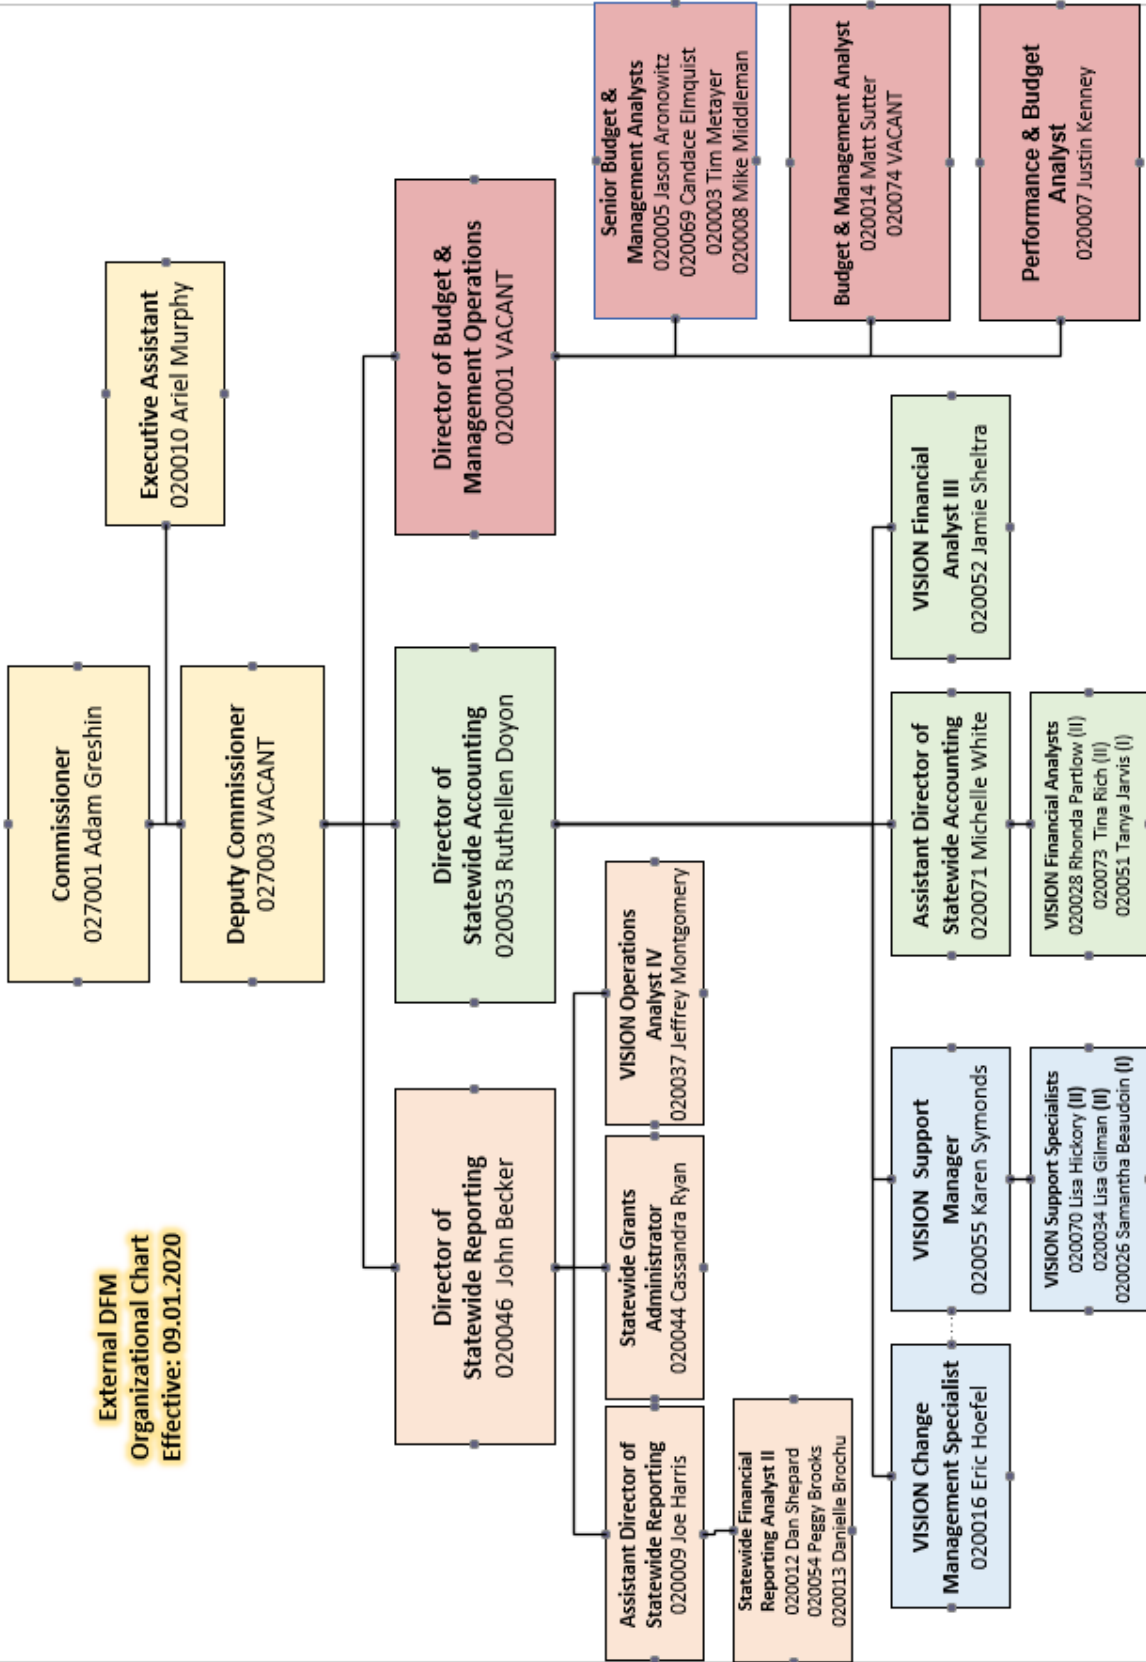 External DFM
Organizational Chart
Effective: 09.01.2020
Commissioner
027001 Adam Greshin
Executive Assistant
020010 Ariel Murphy
Deputy Commissioner
027003 VACANT
Director of
Statewide Reporting
020046 John Becker
Director of
Statewide Accounting
020053 Ruthellen Doyon
Director of Budget &
Management Operations
020001 VACANT
Assistant Director of
Statewide Reporting
020009 Joe Harris
Statewide Grants
Administrator
020044 Cassandra Ryan
VISION Operations
Analyst IV
020037 Jeffrey Montgomery
Senior Budget &
Management Analysts
020005 Jason Aronowitz
020069 Candace Elmquist
020003 Tim Metayer
020008 Mike Middleman
Statewide Financial
Reporting Analyst II
020012 Dan Shepard
020054 Peggy Brooks
020013 Danielle Brochu
Budget & Management Analyst
020014 Matt Sutter
020074 VACANT
VISION Change
Management Specialist
020016 Eric Hoefel
VISION Support
Manager
020055 Karen Symonds
Assistant Director of
Statewide Accounting
020071 Michelle White
VISION Financial
Analyst III
020052 Jamie Sheltra
Performance & Budget
Analyst
020007 Justin Kenney
VISION Support Specialists
020070 Lisa Hickory (II)
020034 Lisa Gilman (II)
020026 Samantha Beaudoin (I)
VISION Financial Analysts
020028 Rhonda Partlow (II)
020073 Tina Rich (II)
020051 Tanya Jarvis (I)